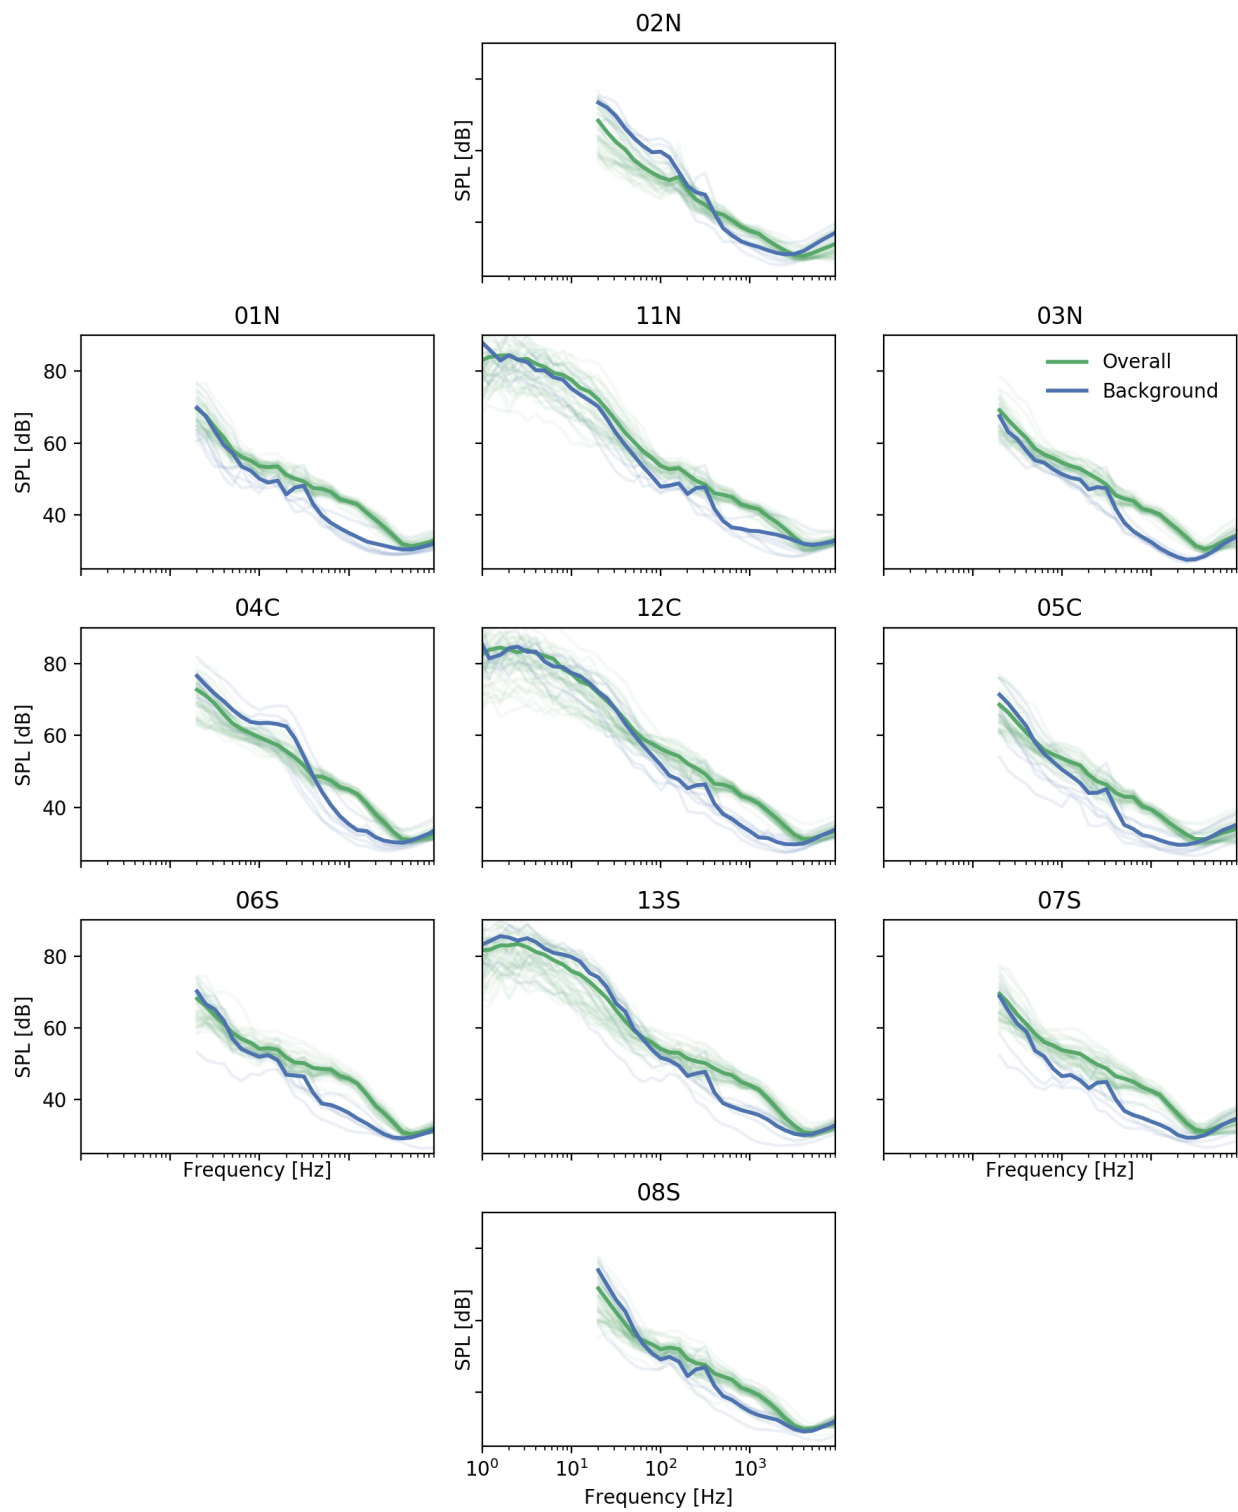 02N
SPL [dB]
01N
11N
03N
80
60
40
SPL [dB]
Overall
Background
04C
12C
05C
80
60
40
SPL [dB]
06S
13S
07S
80
60
40
SPL [dB]
Frequency [Hz]
Frequency [Hz]
08S
SPL [dB]
10⁰ 10¹ 10² 10³
Frequency [Hz]